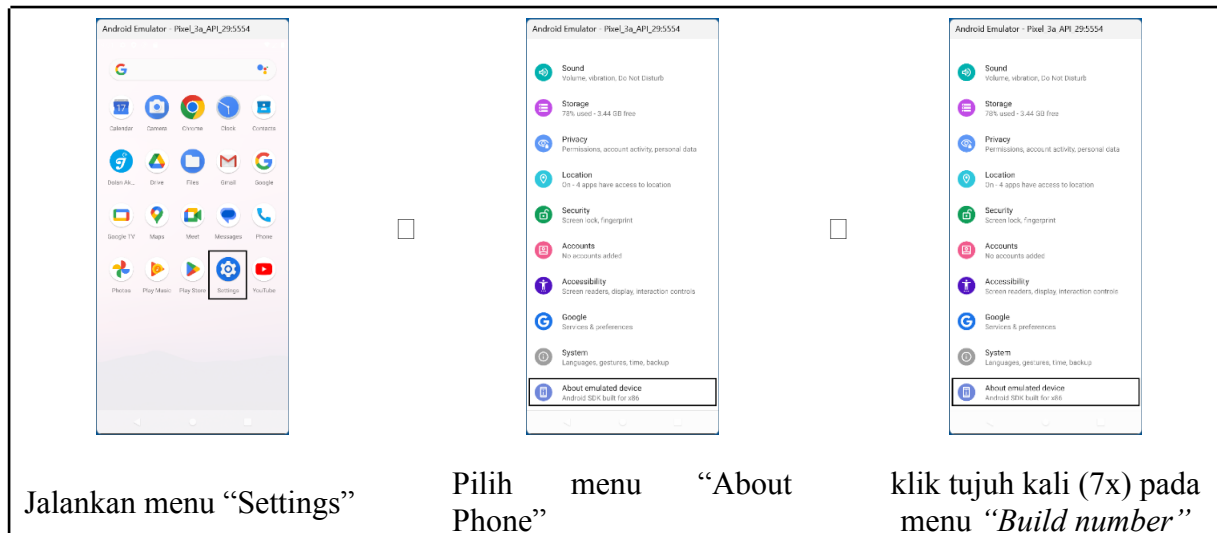 Android Emulator - Pixel_3a_API_29:5554
Calendar Camera Chrome Clock Contacts
Dolan Ak... Drive Files Gmail Google
Google TV Maps Meet Messages Phone
Photos Play Music Play Store Settings YouTube
Jalankan menu “Settings”
Android Emulator - Pixel_3a_API_29:5554
Sound
Volume, vibration, Do Not Disturb
Storage
78% used - 3.44 GB free
Privacy
Permissions, account activity, personal data
Location
On - 4 apps have access to location
Security
Screen lock, fingerprint
Accounts
No accounts added
Accessibility
Screen readers, display, interaction controls
Google
Services & preferences
System
Languages, gestures, time, backup
About emulated device
Android SDK built for x86
Pilih menu “About
Phone”
Android Emulator - Pixel_3a_API_29:5554
Sound
Volume, vibration, Do Not Disturb
Storage
78% used - 3.44 GB free
Privacy
Permissions, account activity, personal data
Location
On - 4 apps have access to location
Security
Screen lock, fingerprint
Accounts
No accounts added
Accessibility
Screen readers, display, interaction controls
Google
Services & preferences
System
Languages, gestures, time, backup
About emulated device
Android SDK built for x86
klik tujuh kali (7x) pada
menu “Build number”